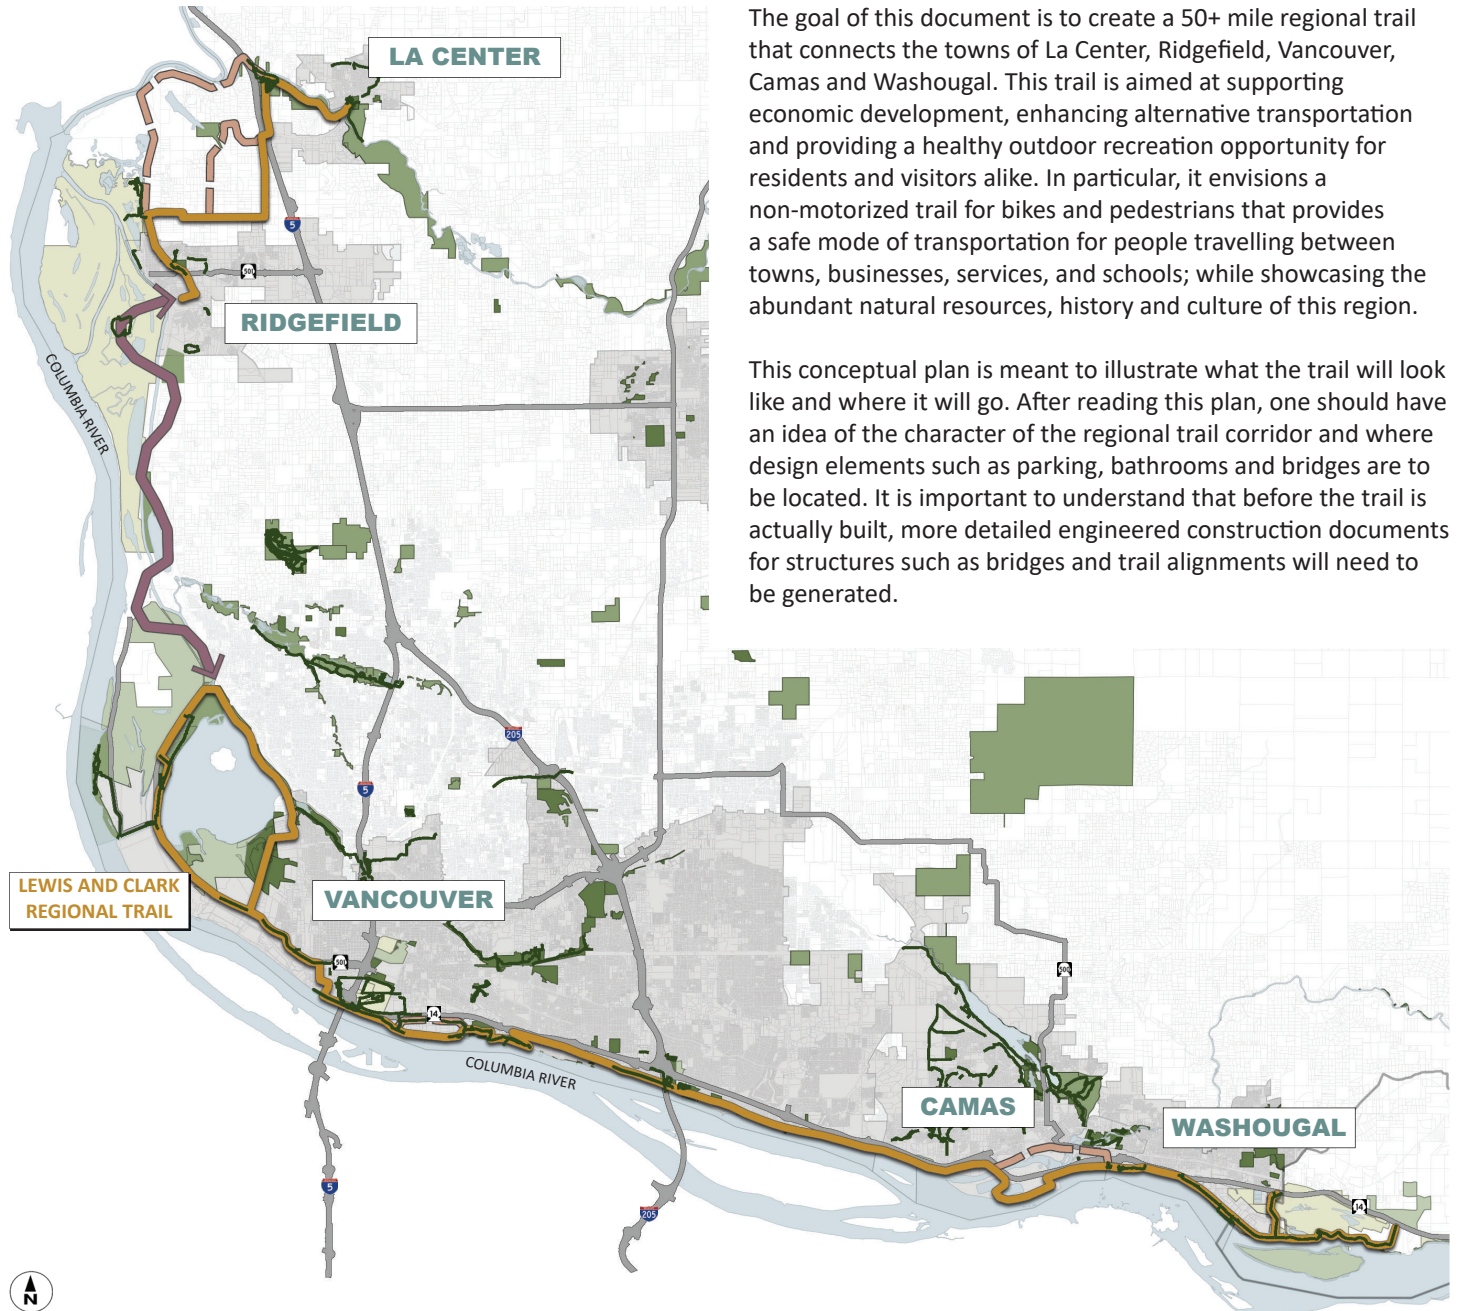 The goal of this document is to create a 50+ mile regional trail
that connects the towns of La Center, Ridgefield, Vancouver,
Camas and Washougal. This trail is aimed at supporting
economic development, enhancing alternative transportation
and providing a healthy outdoor recreation opportunity for
residents and visitors alike. In particular, it envisions a
non-motorized trail for bikes and pedestrians that provides
a safe mode of transportation for people travelling between
towns, businesses, services, and schools; while showcasing the
abundant natural resources, history and culture of this region.
This conceptual plan is meant to illustrate what the trail will look
like and where it will go. After reading this plan, one should have
an idea of the character of the regional trail corridor and where
design elements such as parking, bathrooms and bridges are to
be located. It is important to understand that before the trail is
actually built, more detailed engineered construction documents
for structures such as bridges and trail alignments will need to
be generated.
LA CENTER
5
501
RIDGEFIELD
COLUMBIA RIVER
205
5
LEWIS AND CLARK
REGIONAL TRAIL
VANCOUVER
501
500
14
COLUMBIA RIVER
CAMAS
WASHOUGAL
5
205
14
N